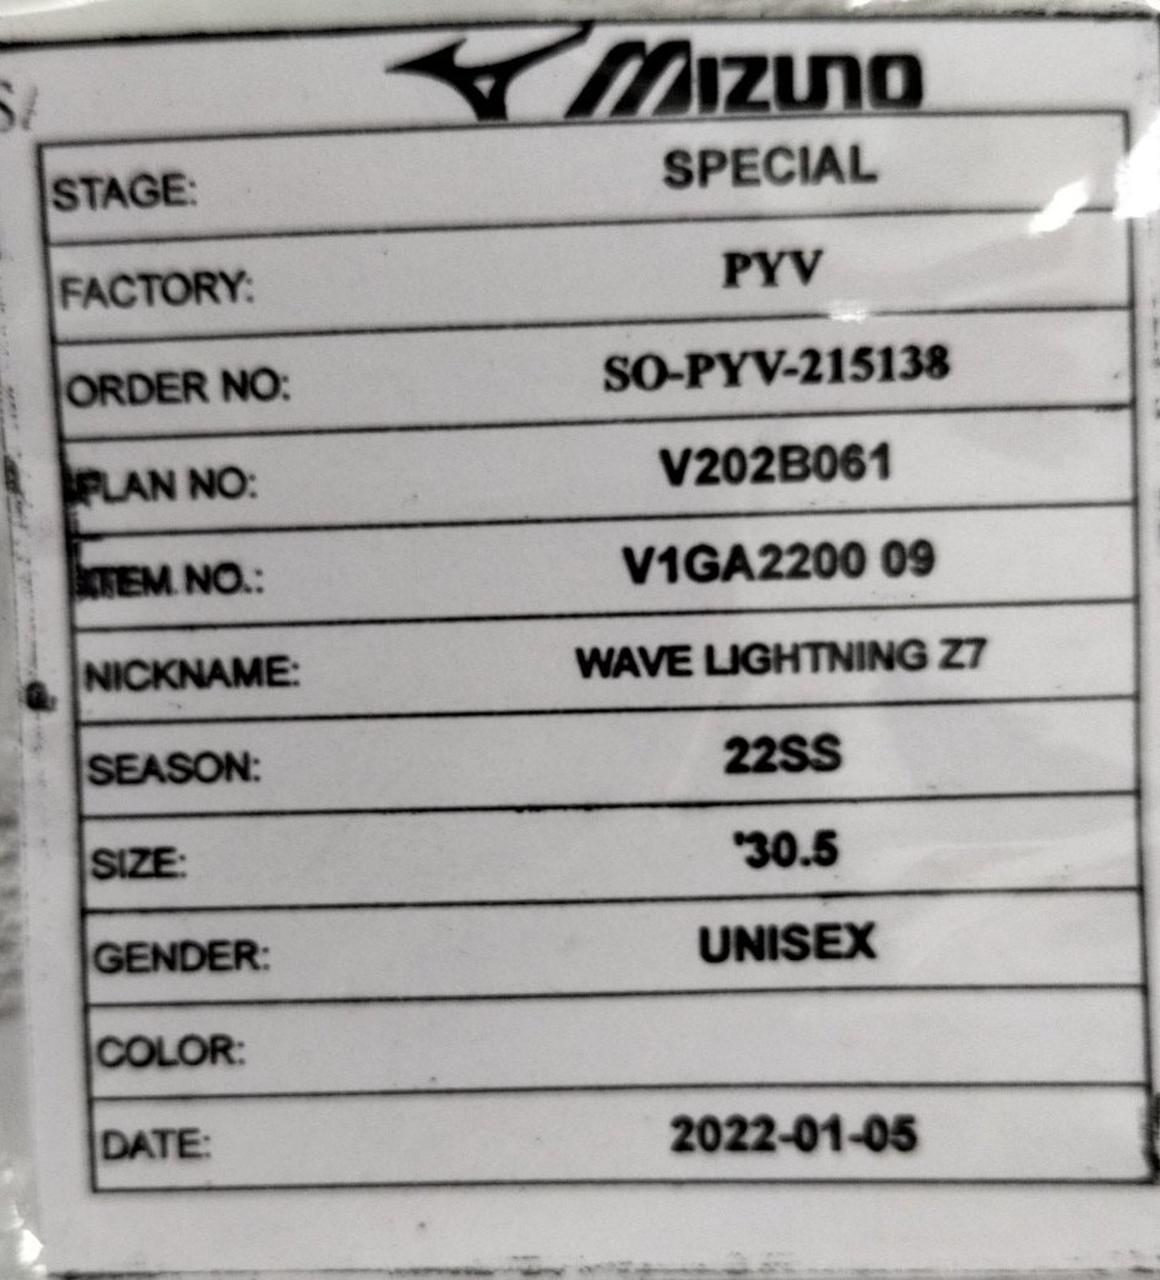 MIZUNO
STAGE: SPECIAL
FACTORY: PYV
ORDER NO: SO-PYV-215138
PLAN NO: V202B061
ITEM NO.: V1GA2200 09
NICKNAME: WAVE LIGHTNING Z7
SEASON: 22SS
SIZE: '30.5
GENDER: UNISEX
COLOR:
DATE: 2022-01-05